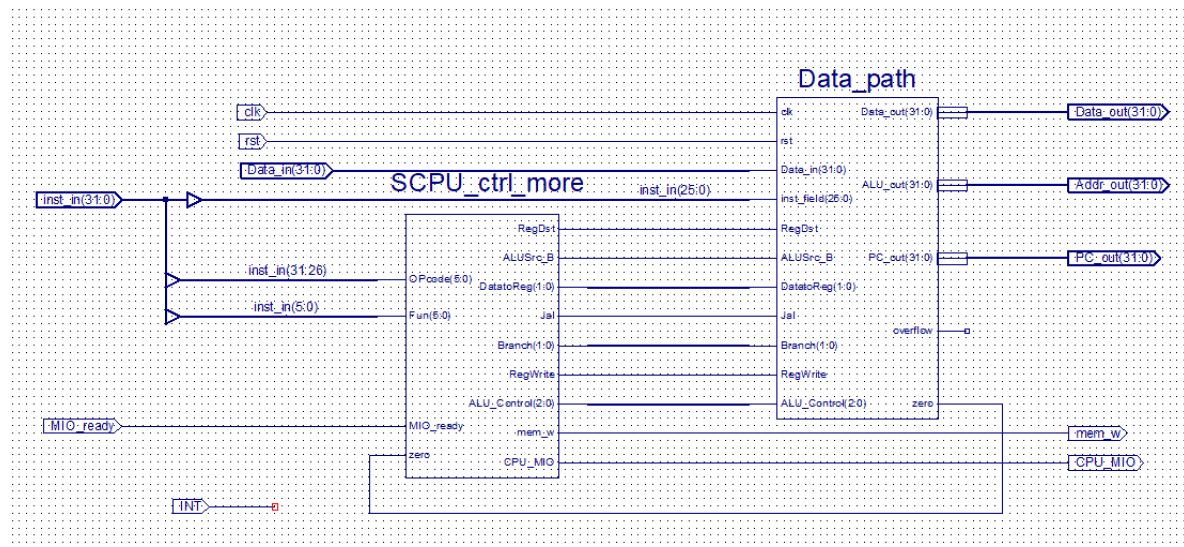 Data_path
clk
clk
Data_out(31:0)
Data_out(31:0)
rst
rst
Data_in(31:0)
Data_in(31:0)
SCPU_ctrl_more
inst_in(25:0)
ALU_out(31:0)
Addr_out(31:0)
inst_in(31:0)
inst_field(25:0)
RegDst
RegDst
ALUSrc_B
ALUSrc_B
PC_out(31:0)
PC_out(31:0)
inst_in(31:26)
OPcode(5:0)
DatatoReg(1:0)
DatatoReg(1:0)
inst_in(5:0)
Fun(5:0)
Jal
Jal
overflow
Branch(1:0)
Branch(1:0)
RegWrite
RegWrite
ALU_Control(2:0)
ALU_Control(2:0)
zero
MIO_ready
MIO_ready
mem_w
mem_w
zero
CPU_MIO
CPU_MIO
INT